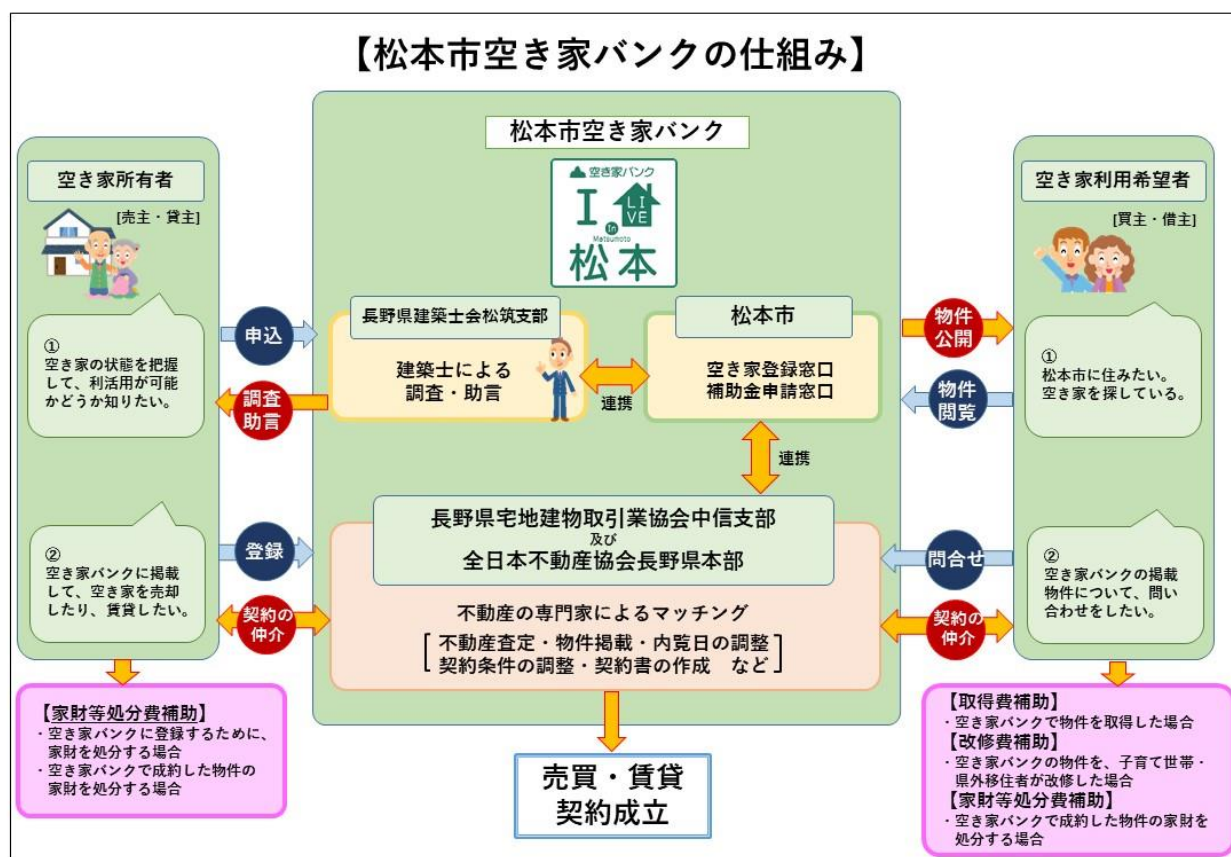 【松本市空き家バンクの仕組み】
空き家所有者
[売主・貸主]
①
空き家の状態を把握
して、利活用が可能
かどうか知りたい。
②
空き家バンクに掲載
して、空き家を売却
したり、賃貸したい。
【家財等処分費補助】
・空き家バンクに登録するために、
家財を処分する場合
・空き家バンクで成約した物件の
家財を処分する場合
申込
調査
助言
登録
契約の
仲介
松本市空き家バンク
空き家バンク
I
LI
VE
In
Matsumoto
松本
長野県建築士会松筑支部
建築士による
調査・助言
連携
松本市
空き家登録窓口
補助金申請窓口
連携
長野県宅地建物取引業協会中信支部
及び
全日本不動産協会長野県本部
不動産の専門家によるマッチング
不動産査定・物件掲載・内覧日の調整
契約条件の調整・契約書の作成　など
売買・賃貸
契約成立
物件
公開
物件
閲覧
問合せ
契約の
仲介
空き家利用希望者
[買主・借主]
①
松本市に住みたい。
空き家を探している。
②
空き家バンクの掲載
物件について、問い
合わせをしたい。
【取得費補助】
・空き家バンクで物件を取得した場合
【改修費補助】
・空き家バンクの物件を、子育て世帯・
県外移住者が改修した場合
【家財等処分費補助】
・空き家バンクで成約した物件の家財を
処分する場合